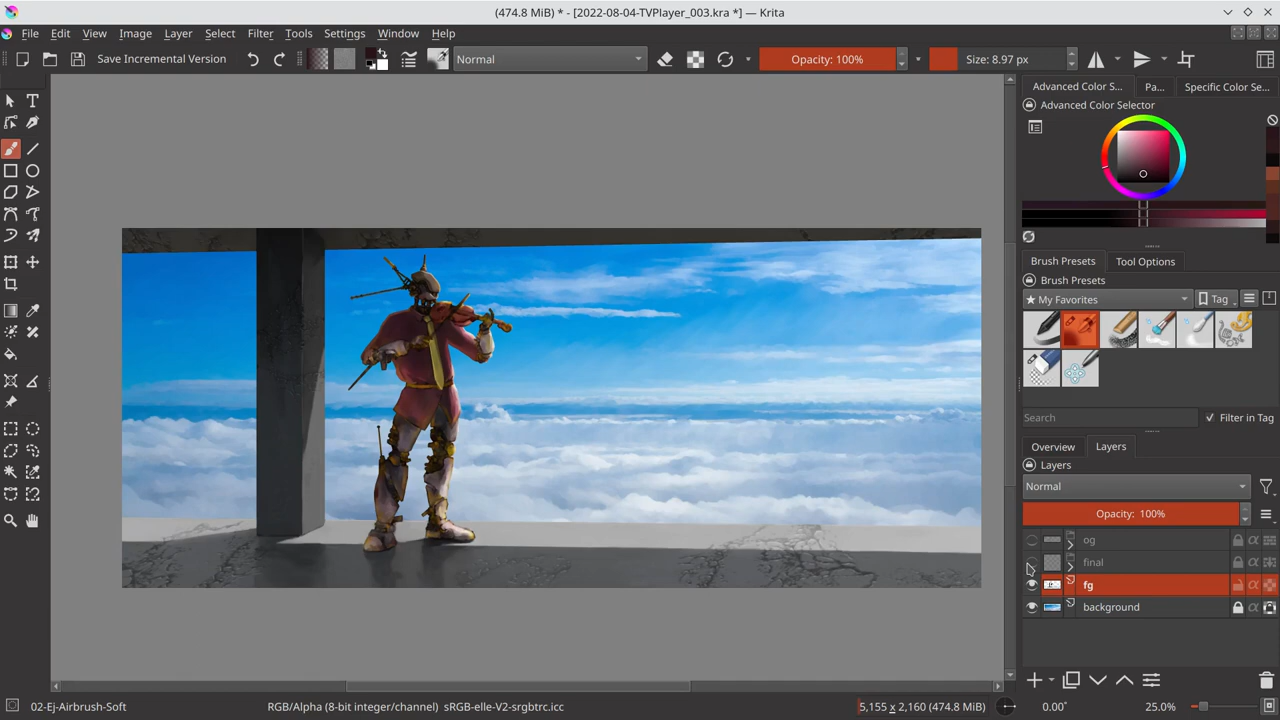 (474.8 MiB) * - [2022-08-04-TVPlayer_003.kra *] — Krita
File Edit View Image Layer Select Filter Tools Settings Window Help
Save Incremental Version Normal Opacity: 100% Size: 8.97 px
Advanced Color S... Pa... Specific Color Se...
Advanced Color Selector
Brush Presets Tool Options
Brush Presets
★ My Favorites Tag
Search Filter in Tag
Overview Layers
Layers
Normal
Opacity: 100%
og
final
fg
background
02-Ej-Airbrush-Soft RGB/Alpha (8-bit integer/channel) sRGB-elle-V2-srgbtrc.icc 5,155 x 2,160 (474.8 MiB) 0.00° 25.0%